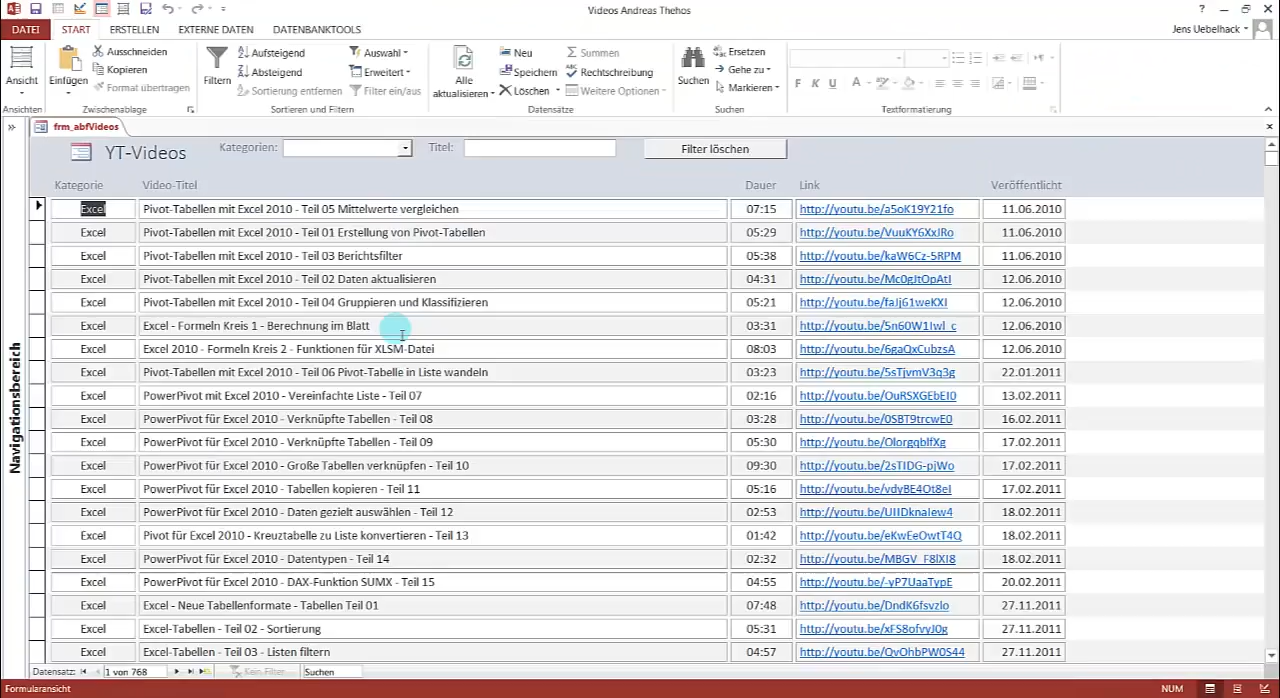 Videos Andreas Thehos
DATEI START ERSTELLEN EXTERNE DATEN DATENBANKTOOLS Jens Uebelhack
Ansicht
Ansichten
Einfügen
Ausschneiden
Kopieren
Format übertragen
Zwischenablage
Filtern
Aufsteigend
Absteigend
Sortierung entfernen
Auswahl
Erweitert
Filter ein/aus
Sortieren und Filtern
Alle
aktualisieren
Neu
Speichern
Löschen
Summen
Rechtschreibung
Weitere Optionen
Datensätze
Suchen
Ersetzen
Gehe zu
Markieren
Suchen
F K U A
Textformatierung
frm_abfVideos
Navigationsbereich
YT-Videos Kategorien: Titel: Filter löschen
Kategorie Video-Titel Dauer Link Veröffentlicht
Excel Pivot-Tabellen mit Excel 2010 - Teil 05 Mittelwerte vergleichen 07:15 http://youtu.be/a5oK19Y21fo 11.06.2010
Excel Pivot-Tabellen mit Excel 2010 - Teil 01 Erstellung von Pivot-Tabellen 05:29 http://youtu.be/VuuKY6XxJRo 11.06.2010
Excel Pivot-Tabellen mit Excel 2010 - Teil 03 Berichtsfilter 05:38 http://youtu.be/kaW6Cz-5RPM 11.06.2010
Excel Pivot-Tabellen mit Excel 2010 - Teil 02 Daten aktualisieren 04:31 http://youtu.be/Mc0gJtOpAtI 12.06.2010
Excel Pivot-Tabellen mit Excel 2010 - Teil 04 Gruppieren und Klassifizieren 05:21 http://youtu.be/faJj61weKXI 12.06.2010
Excel Excel - Formeln Kreis 1 - Berechnung im Blatt 03:31 http://youtu.be/5n60W1Iwl_c 12.06.2010
Excel Excel 2010 - Formeln Kreis 2 - Funktionen für XLSM-Datei 08:03 http://youtu.be/6gaQxCubzsA 12.06.2010
Excel Pivot-Tabellen mit Excel 2010 - Teil 06 Pivot-Tabelle in Liste wandeln 03:23 http://youtu.be/5sTjvmV3q3g 22.01.2011
Excel PowerPivot mit Excel 2010 - Vereinfachte Liste - Teil 07 02:16 http://youtu.be/OuRSXGEbEI0 13.02.2011
Excel PowerPivot für Excel 2010 - Verknüpfte Tabellen - Teil 08 03:28 http://youtu.be/0SBT9trcwE0 16.02.2011
Excel PowerPivot für Excel 2010 - Verknüpfte Tabellen - Teil 09 05:30 http://youtu.be/OlorgqbIfXg 17.02.2011
Excel PowerPivot für Excel 2010 - Große Tabellen verknüpfen - Teil 10 09:30 http://youtu.be/2sTIDG-pjWo 17.02.2011
Excel PowerPivot für Excel 2010 - Tabellen kopieren - Teil 11 05:16 http://youtu.be/vdyBE4Ot8eI 17.02.2011
Excel PowerPivot für Excel 2010 - Daten gezielt auswählen - Teil 12 02:53 http://youtu.be/UIIDknaIew4 18.02.2011
Excel Pivot für Excel 2010 - Kreuztabelle zu Liste konvertieren - Teil 13 01:42 http://youtu.be/eKwEeOwtT4Q 18.02.2011
Excel PowerPivot für Excel 2010 - Datentypen - Teil 14 02:32 http://youtu.be/MBGV_F8lXI8 18.02.2011
Excel PowerPivot für Excel 2010 - DAX-Funktion SUMX - Teil 15 04:55 http://youtu.be/-yP7UaaTypE 20.02.2011
Excel Excel - Neue Tabellenformate - Tabellen Teil 01 07:48 http://youtu.be/DndK6fsvzlo 27.11.2011
Excel Excel-Tabellen - Teil 02 - Sortierung 05:31 http://youtu.be/xFS8ofvyJ0g 27.11.2011
Excel Excel-Tabellen - Teil 03 - Listen filtern 04:57 http://youtu.be/QvOhbPW0S44 27.11.2011
Datensatz: 1 von 768 Kein Filter Suchen
Formularansicht NUM